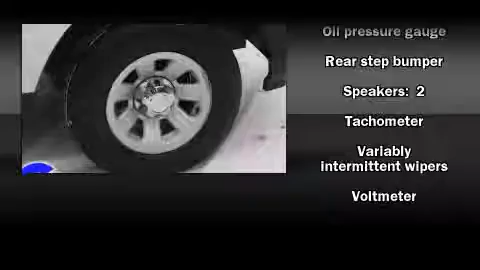 Oil pressure gauge
Rear step bumper
Speakers:  2
Tachometer
Variably
intermittent wipers
Voltmeter